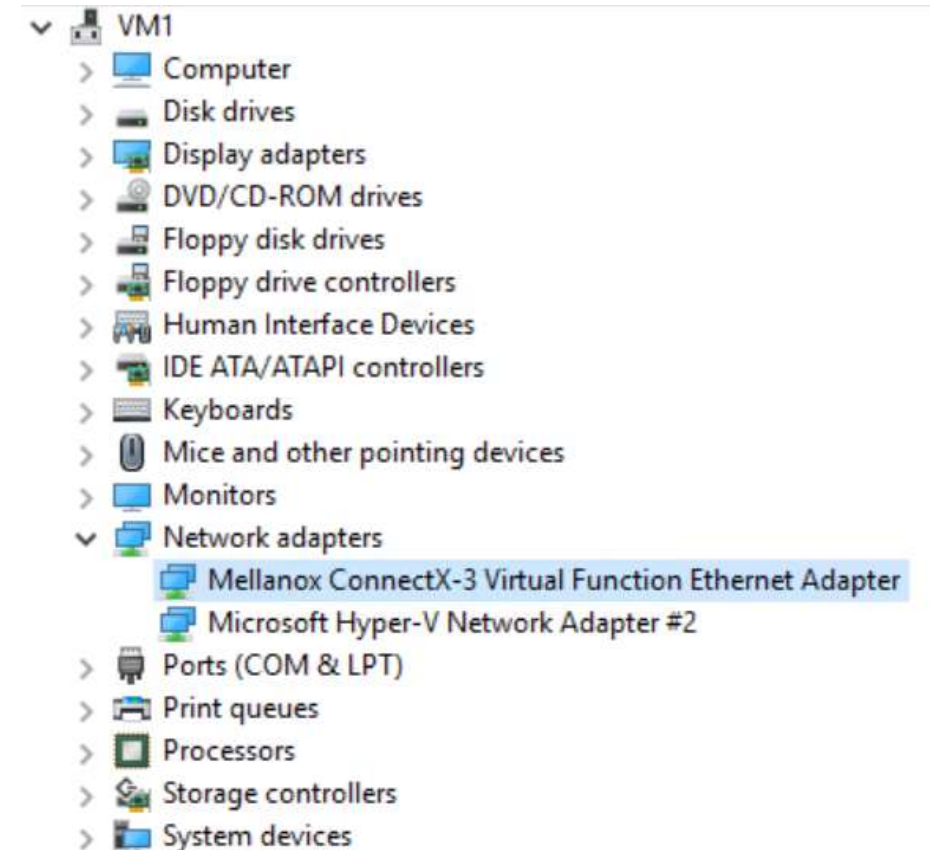 VM1
Computer
Disk drives
Display adapters
DVD/CD-ROM drives
Floppy disk drives
Floppy drive controllers
Human Interface Devices
IDE ATA/ATAPI controllers
Keyboards
Mice and other pointing devices
Monitors
Network adapters
Mellanox ConnectX-3 Virtual Function Ethernet Adapter
Microsoft Hyper-V Network Adapter #2
Ports (COM & LPT)
Print queues
Processors
Storage controllers
System devices